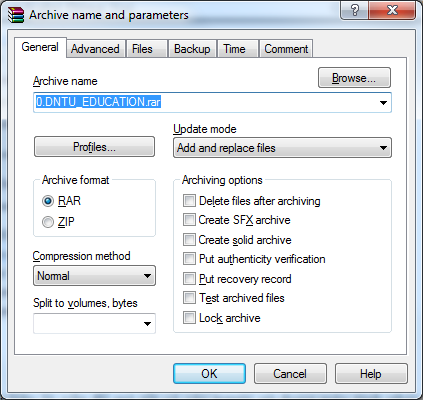 Archive name and parameters
General Advanced Files Backup Time Comment
Archive name
Browse...
0.DNTU_EDUCATION.rar
Update mode
Profiles...
Add and replace files
Archive format
RAR
ZIP
Archiving options
Delete files after archiving
Create SFX archive
Create solid archive
Put authenticity verification
Put recovery record
Test archived files
Lock archive
Compression method
Normal
Split to volumes, bytes
OK Cancel Help